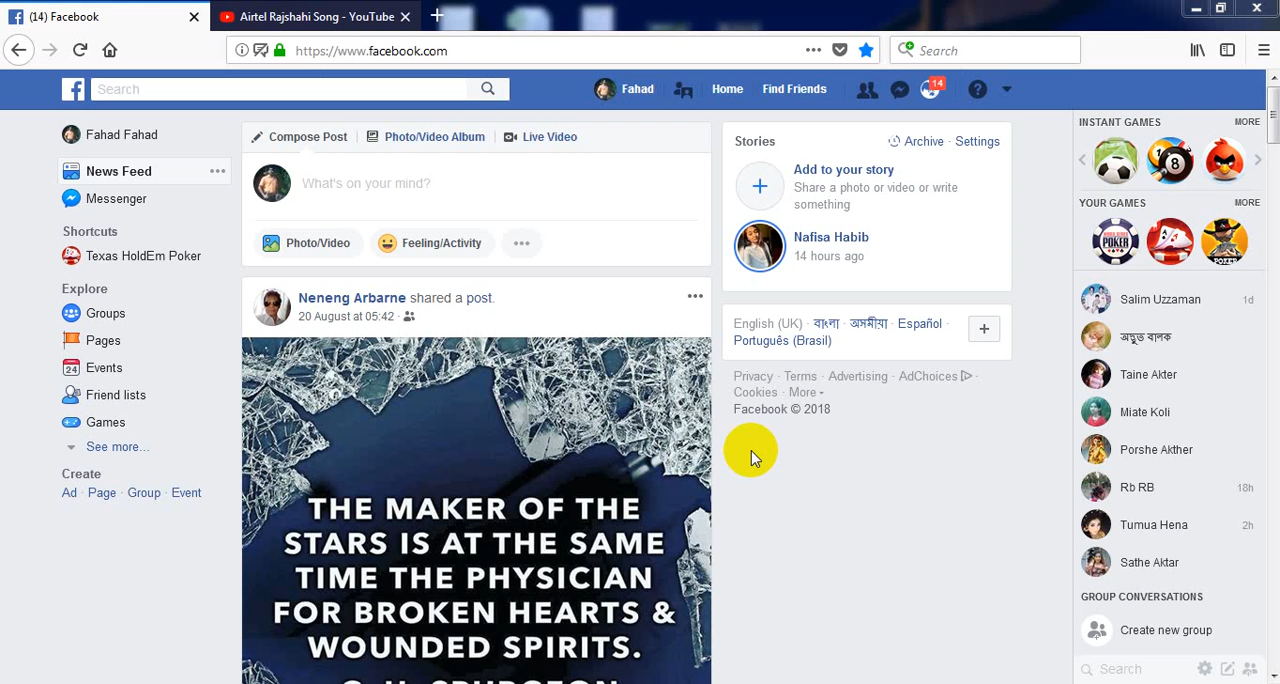 (14) Facebook
Airtel Rajshahi Song - YouTube
https://www.facebook.com
Search
Search
Fahad
Home
Find Friends
14
Fahad Fahad
News Feed
Messenger
Shortcuts
Texas HoldEm Poker
Explore
Groups
Pages
24
Events
Friend lists
Games
See more...
Create
Ad · Page · Group · Event
Compose Post
Photo/Video Album
Live Video
What's on your mind?
Photo/Video
Feeling/Activity
Neneng Arbarne shared a post.
20 August at 05:42 ·
THE MAKER OF THE
STARS IS AT THE SAME
TIME THE PHYSICIAN
FOR BROKEN HEARTS &
WOUNDED SPIRITS.
Stories
Archive · Settings
Add to your story
Share a photo or video or write
something
Nafisa Habib
14 hours ago
English (UK) · বাংলা · অসমীয়া · Español ·
Português (Brasil)
Privacy · Terms · Advertising · AdChoices ·
Cookies · More
Facebook © 2018
INSTANT GAMES
MORE
8
YOUR GAMES
MORE
POKER
POKER
Salim Uzzaman
1d
অদ্ভুত বালক
Taine Akter
Miate Koli
Porshe Akther
Rb RB
18h
Tumua Hena
2h
Sathe Aktar
GROUP CONVERSATIONS
Create new group
Search